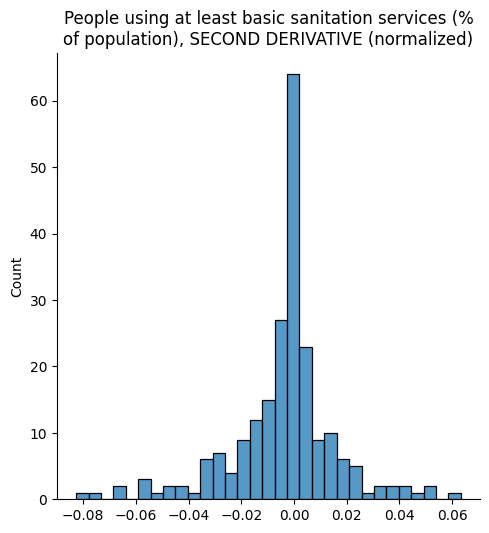 People using at least basic sanitation services (%
of population), SECOND DERIVATIVE (normalized)
60
50
40
30
20
10
0
Count
−0.08 −0.06 −0.04 −0.02 0.00 0.02 0.04 0.06